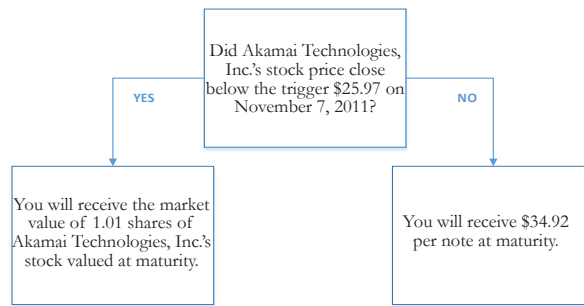 Did Akamai Technologies,
Inc.'s stock price close
below the trigger $25.97 on
November 7, 2011?
YES
NO
You will receive the market
value of 1.01 shares of
Akamai Technologies, Inc.'s
stock valued at maturity.
You will receive $34.92
per note at maturity.